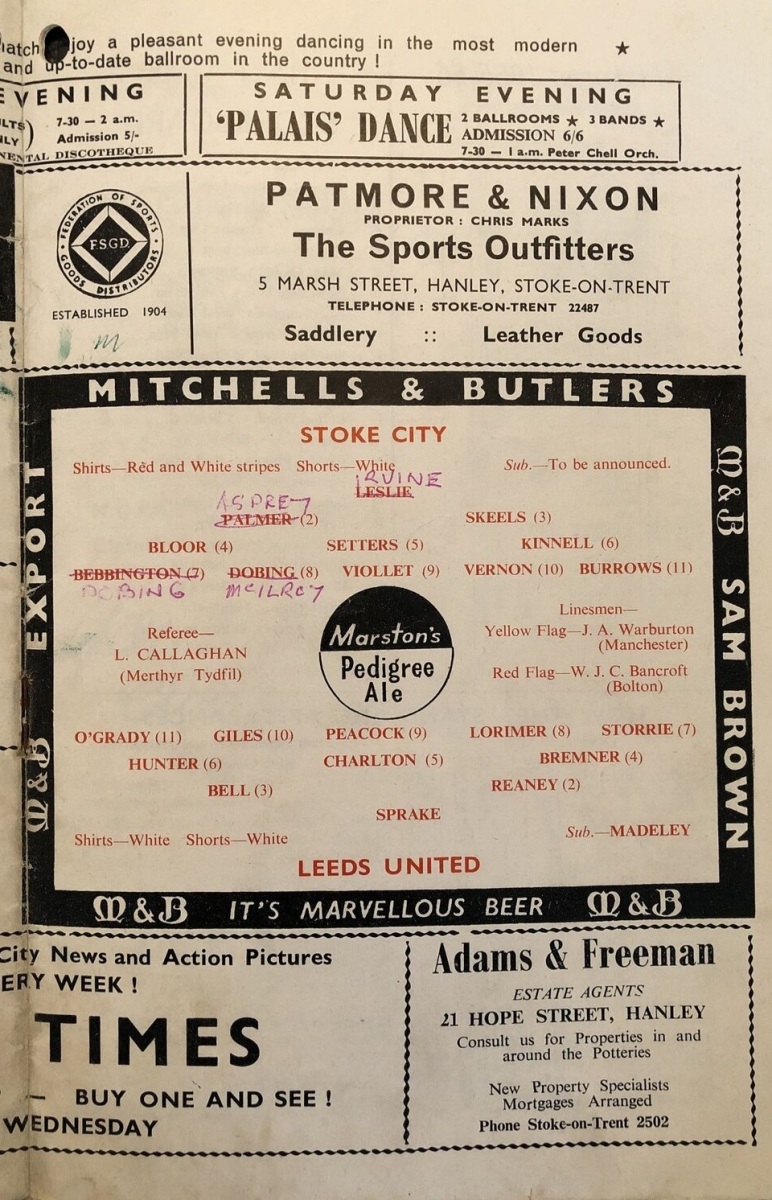 joy a pleasant evening dancing in the most modern ★
and up-to-date ballroom in the country !
EVENING
7-30 — 2 a.m.
Admission 5/-
DISCOTHEQUE
SATURDAY EVENING
'PALAIS' DANCE
2 BALLROOMS ★ 3 BANDS ★
ADMISSION 6/6
7-30 — 1 a.m. Peter Chell Orch.
FEDERATION OF SPORTS GOODS DISTRIBUTORS
FSGD
ESTABLISHED 1904
m
PATMORE & NIXON
PROPRIETOR : CHRIS MARKS
The Sports Outfitters
5 MARSH STREET, HANLEY, STOKE-ON-TRENT
TELEPHONE : STOKE-ON-TRENT 22487
Saddlery :: Leather Goods
MITCHELLS & BUTLERS
M&B EXPORT
M&B SAM BROWN
STOKE CITY
Shirts—Red and White stripes Shorts—White
Sub.—To be announced.
IRVINE
LESLIE
ASPREY
PALMER (2) SKEELS (3)
BLOOR (4) SETTERS (5) KINNELL (6)
BEBBINGTON (7) DOBING (8) VIOLLET (9) VERNON (10) BURROWS (11)
DOBING McILROY
Referee—
L. CALLAGHAN
(Merthyr Tydfil)
Marston's
Pedigree
Ale
Linesmen—
Yellow Flag—J. A. Warburton
(Manchester)
Red Flag—W. J. C. Bancroft
(Bolton)
O'GRADY (11) GILES (10) PEACOCK (9) LORIMER (8) STORRIE (7)
HUNTER (6) CHARLTON (5) BREMNER (4)
BELL (3) REANEY (2)
SPRAKE
Shirts—White Shorts—White
Sub.—MADELEY
LEEDS UNITED
M&B IT'S MARVELLOUS BEER M&B
City News and Action Pictures
ERY WEEK !
TIMES
— BUY ONE AND SEE !
WEDNESDAY
Adams & Freeman
ESTATE AGENTS
21 HOPE STREET, HANLEY
Consult us for Properties in and
around the Potteries
New Property Specialists
Mortgages Arranged
Phone Stoke-on-Trent 2502